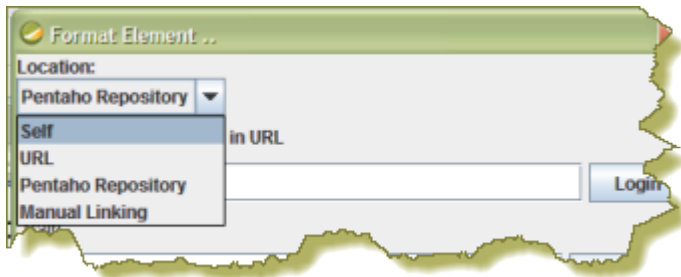 Format Element ..
Location:
Pentaho Repository
Self
in URL
URL
Pentaho Repository
Login
Manual Linking